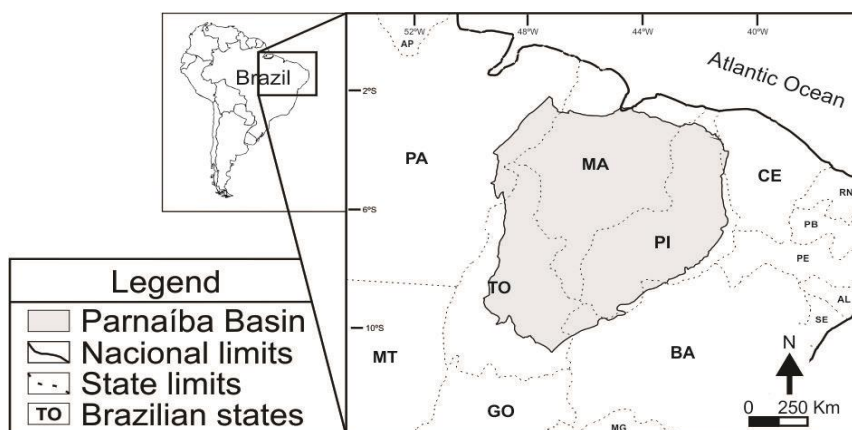 52°W
48°W
44°W
40°W
AP
Atlantic Ocean
Brazil
2°S
PA
MA
CE
RN
6°S
PB
PI
PE
Legend
TO
AL
Parnaíba Basin
SE
10°S
Nacional limits
N
MT
BA
State limits
TO Brazilian states
GO
MG
0 250 Km